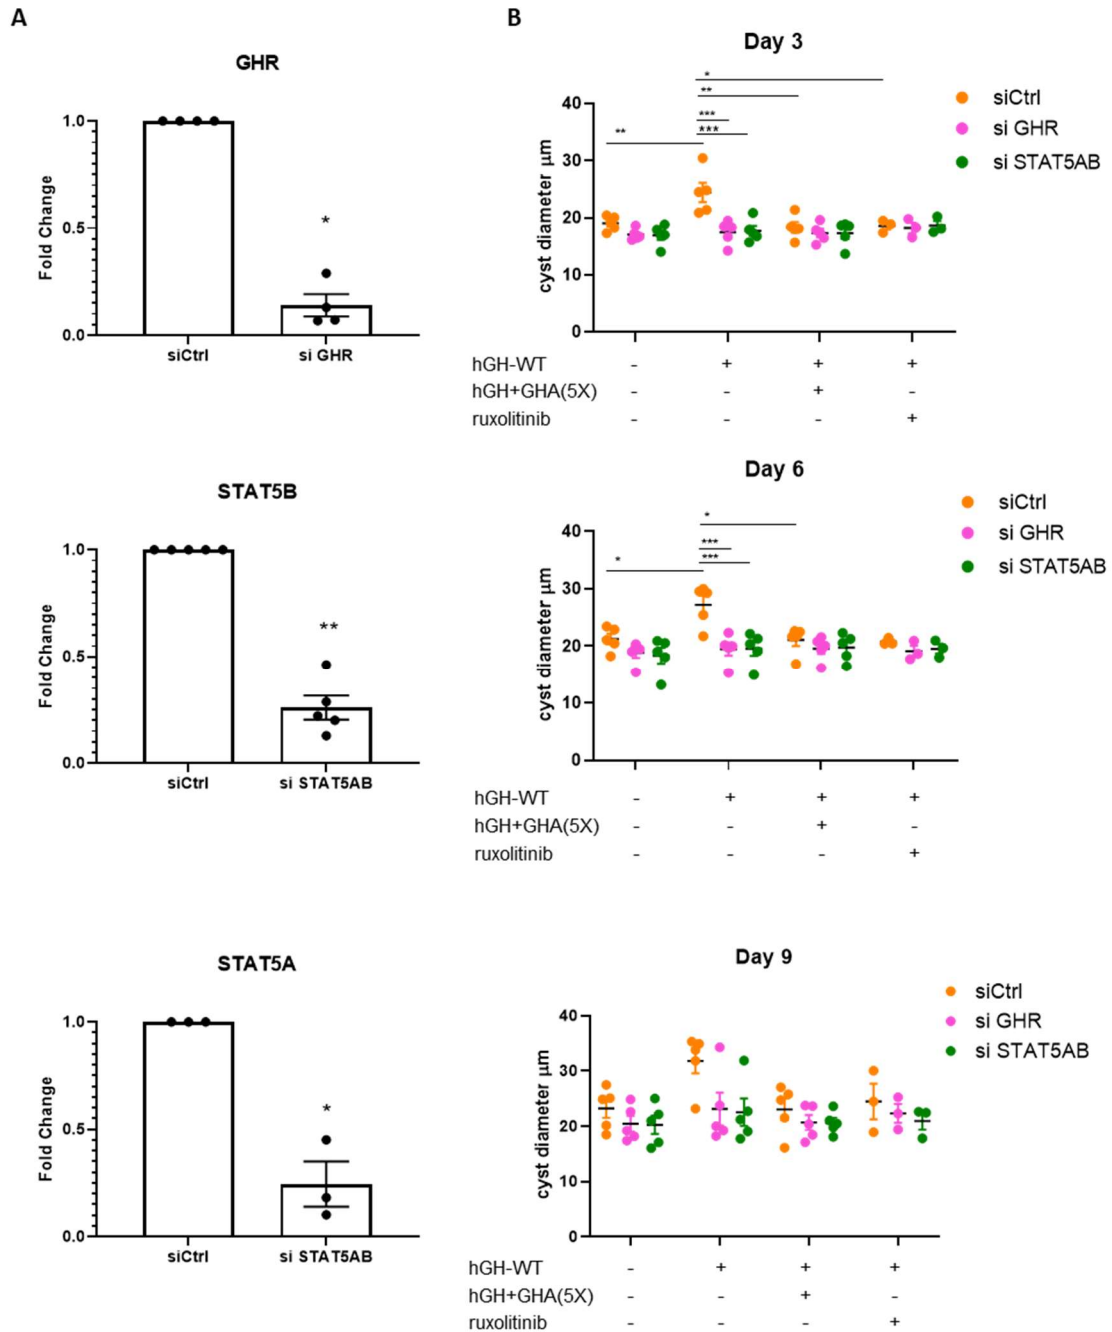 A
GHR
Fold Change
1.0
0.5
0.0
*
siCtrl
si GHR
STAT5B
Fold Change
1.0
0.5
0.0
**
siCtrl
si STAT5AB
STAT5A
Fold Change
1.0
0.5
0.0
*
siCtrl
si STAT5AB
B
Day 3
siCtrl
si GHR
si STAT5AB
cyst diameter μm
40
30
20
10
0
*
**
***
***
**
hGH-WT - + + +
hGH+GHA(5X) - - + -
ruxolitinib - - - +
Day 6
siCtrl
si GHR
si STAT5AB
cyst diameter μm
40
30
20
10
0
*
***
***
*
hGH-WT - + + +
hGH+GHA(5X) - - + -
ruxolitinib - - - +
Day 9
siCtrl
si GHR
si STAT5AB
cyst diameter μm
40
30
20
10
0
hGH-WT - + + +
hGH+GHA(5X) - - + -
ruxolitinib - - - +